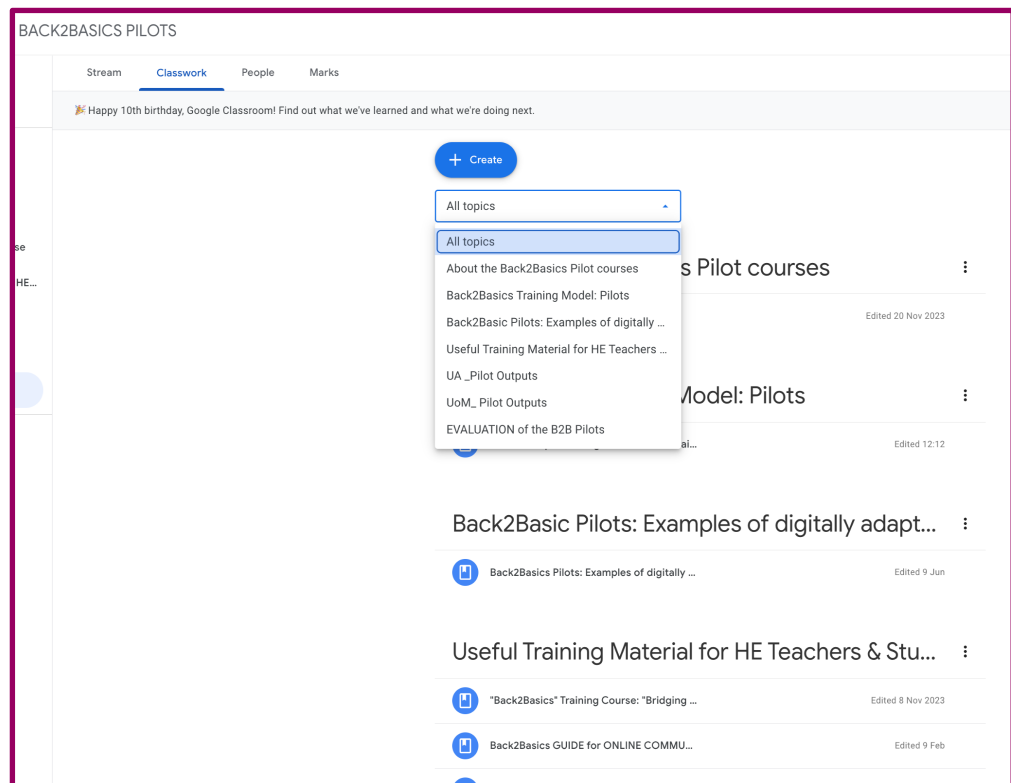 BACK2BASICS PILOTS
Stream Classwork People Marks
🎉 Happy 10th birthday, Google Classroom! Find out what we've learned and what we're doing next.
+ Create
All topics
All topics
About the Back2Basics Pilot courses
Back2Basics Training Model: Pilots
Back2Basic Pilots: Examples of digitally ...
Useful Training Material for HE Teachers ...
UA _Pilot Outputs
UoM_ Pilot Outputs
EVALUATION of the B2B Pilots
se
HE...
s Pilot courses
Edited 20 Nov 2023
Model: Pilots
ai...
Edited 12:12
Back2Basic Pilots: Examples of digitally adapt...
Back2Basics Pilots: Examples of digitally ...
Edited 9 Jun
Useful Training Material for HE Teachers & Stu...
"Back2Basics" Training Course: "Bridging ...
Edited 8 Nov 2023
Back2Basics GUIDE for ONLINE COMMU...
Edited 9 Feb